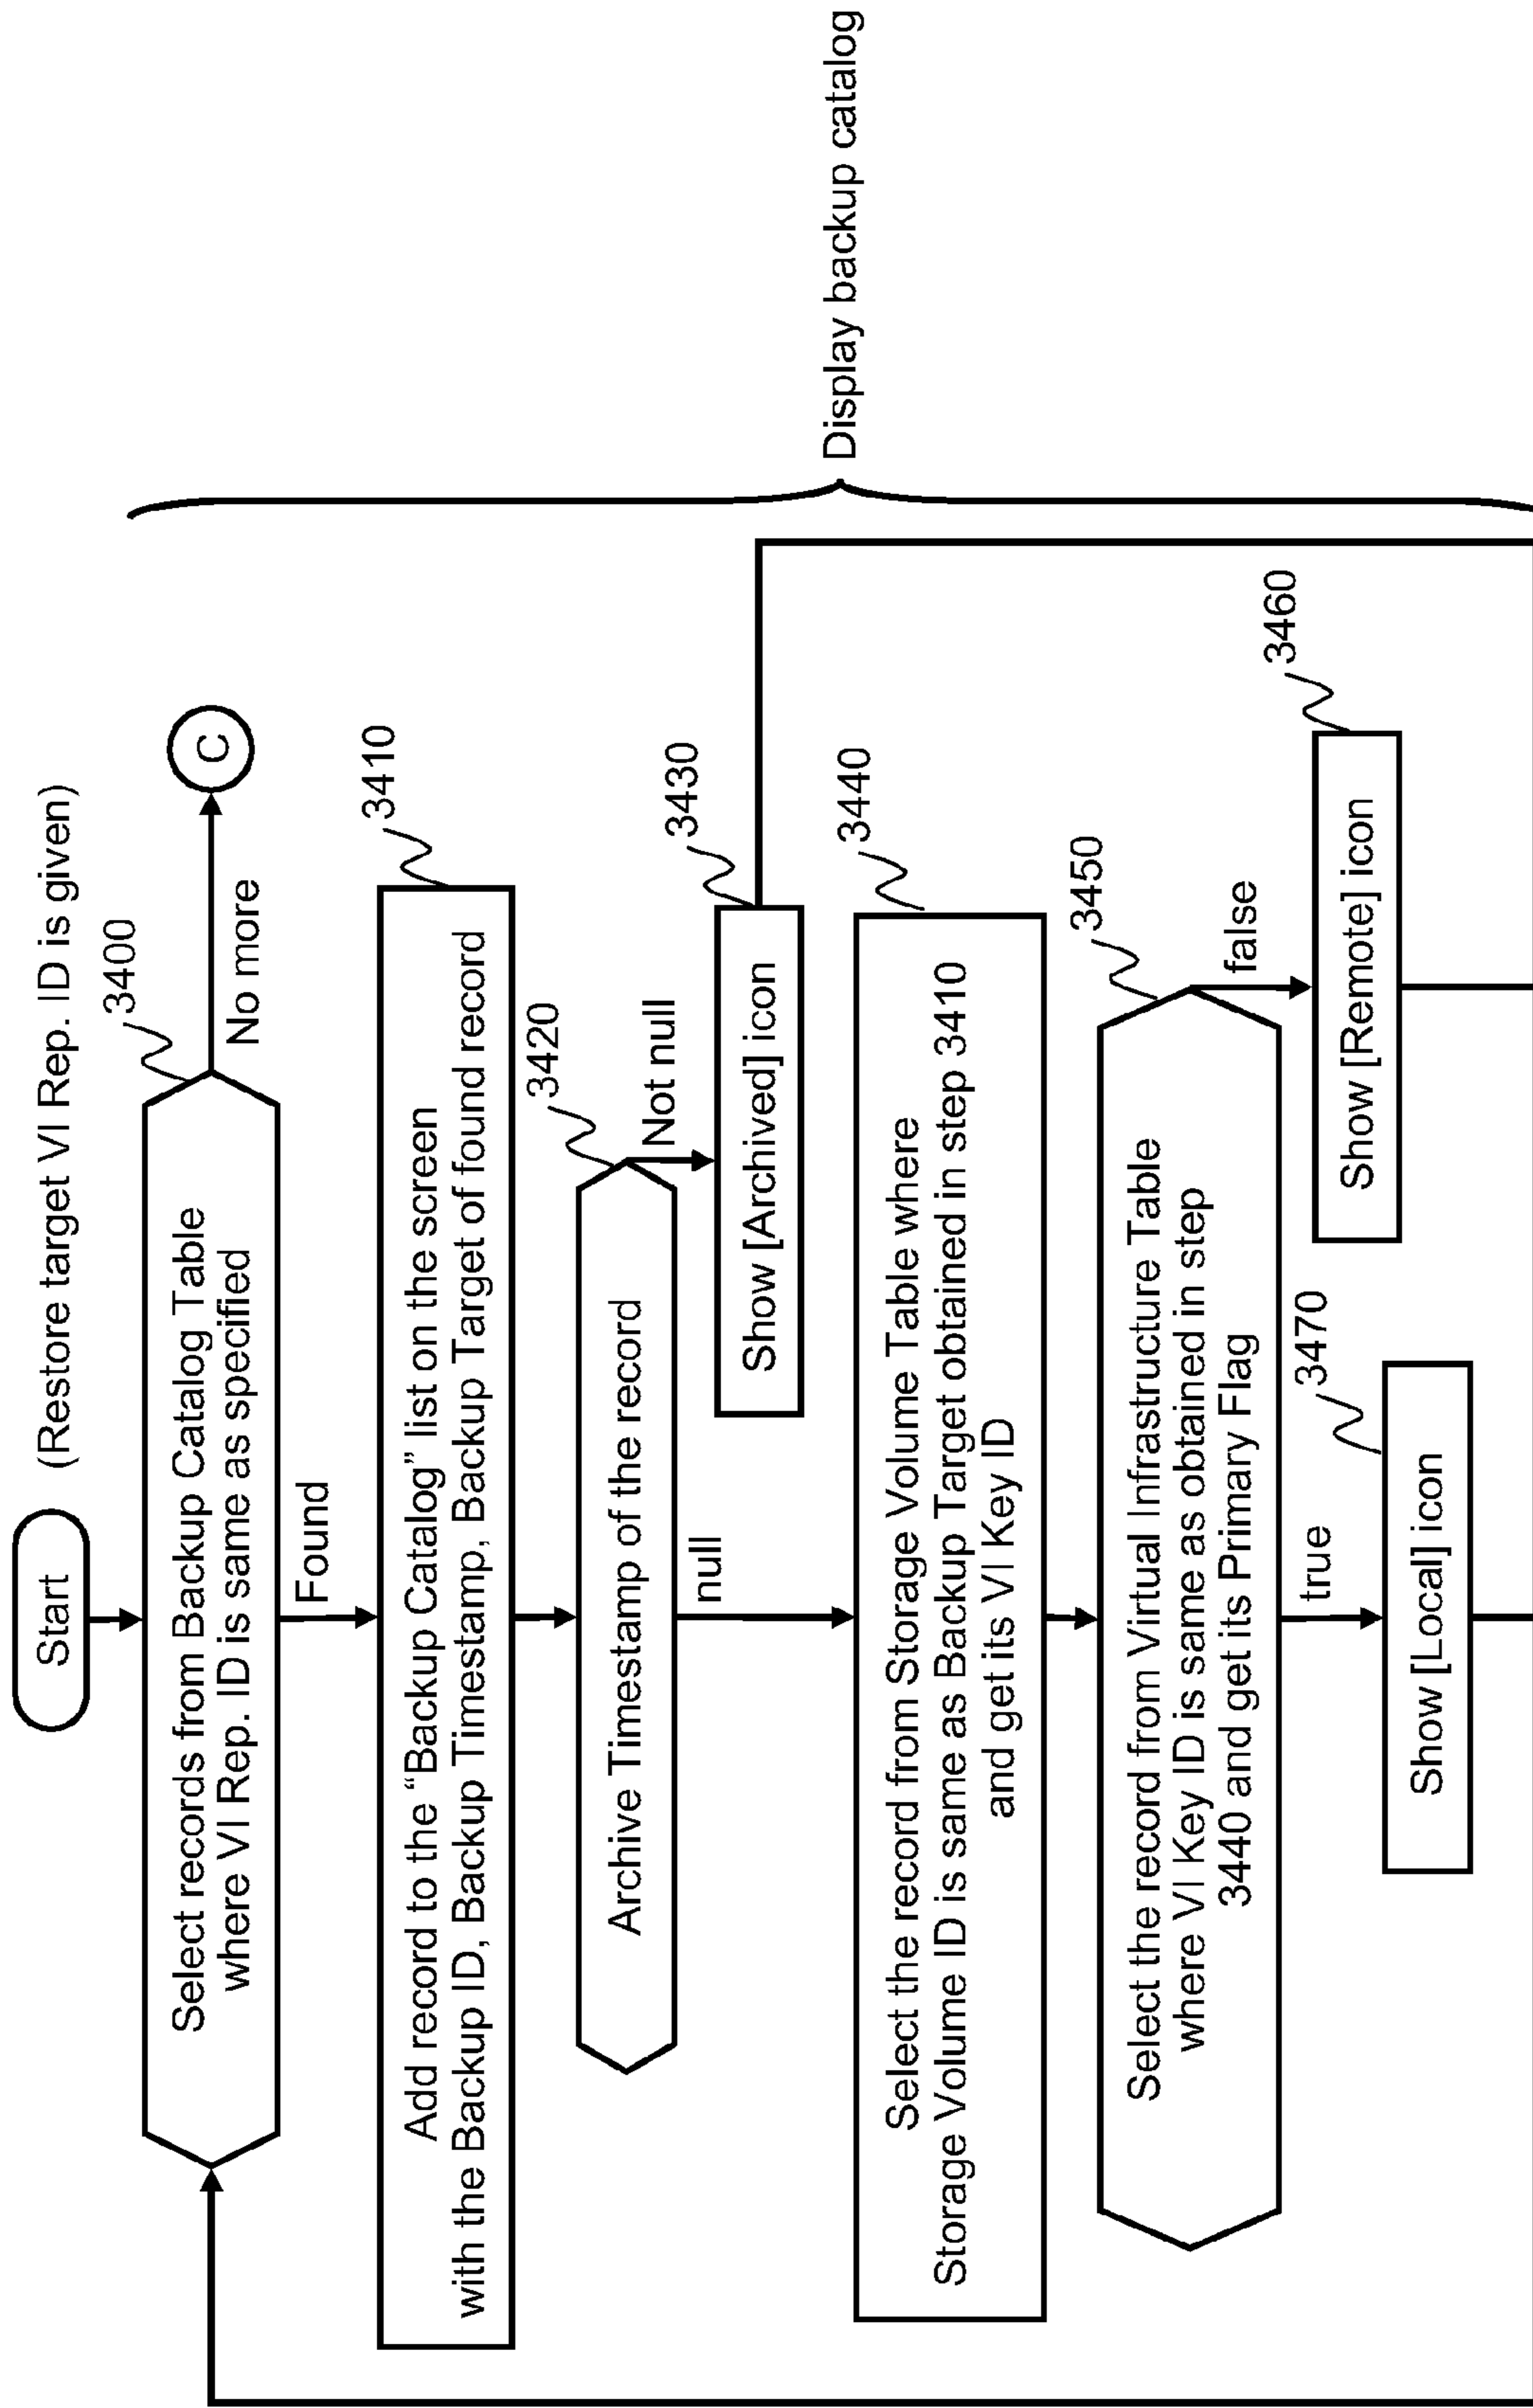 Start
(Restore target VI Rep. ID is given)
3400
Select records from Backup Catalog Table
where VI Rep. ID is same as specified
No more
C
Found
3410
Add record to the “Backup Catalog” list on the screen
with the Backup ID, Backup Timestamp, Backup Target of found record
3420
Archive Timestamp of the record
Not null
3430
Show [Archived] icon
null
3440
Select the record from Storage Volume Table where
Storage Volume ID is same as Backup Target obtained in step 3410
and get its VI Key ID
3450
Select the record from Virtual Infrastructure Table
where VI Key ID is same as obtained in step
3440 and get its Primary Flag
false
3460
Show [Remote] icon
true
3470
Show [Local] icon
Display backup catalog